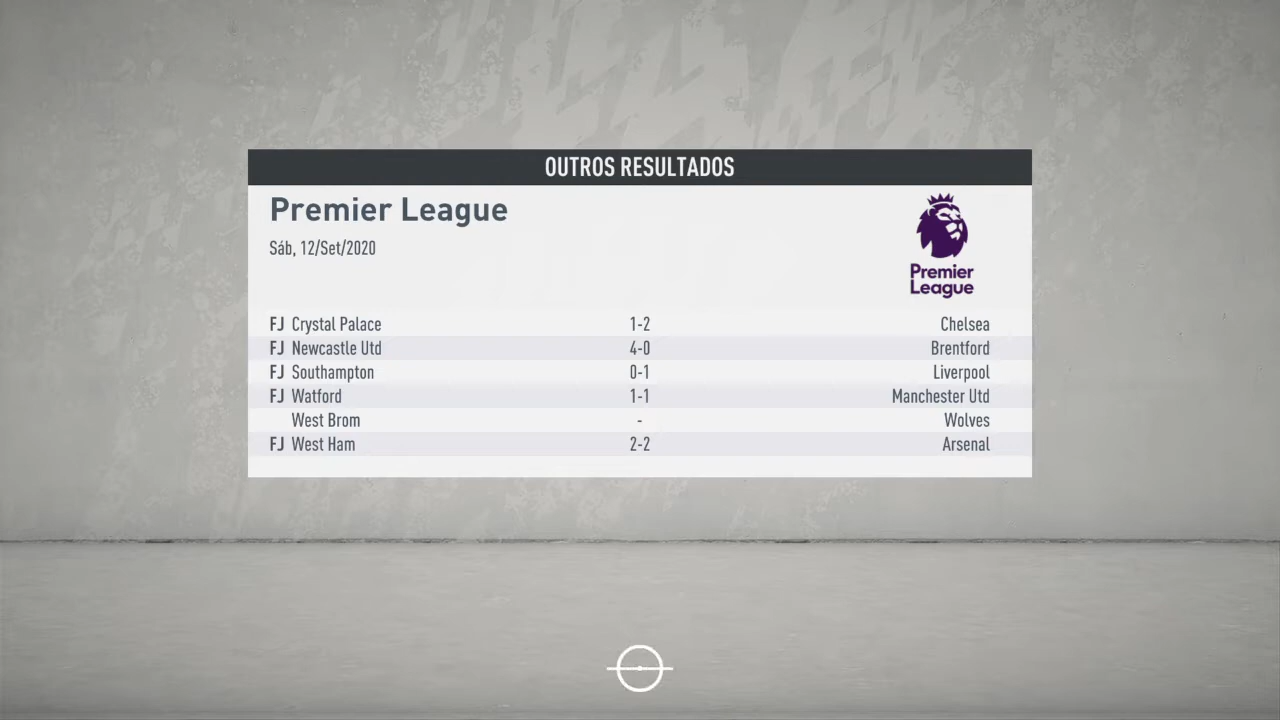 OUTROS RESULTADOS
Premier League
Sáb, 12/Set/2020
Premier
League
FJ Crystal Palace 1-2 Chelsea
FJ Newcastle Utd 4-0 Brentford
FJ Southampton 0-1 Liverpool
FJ Watford 1-1 Manchester Utd
West Brom - Wolves
FJ West Ham 2-2 Arsenal